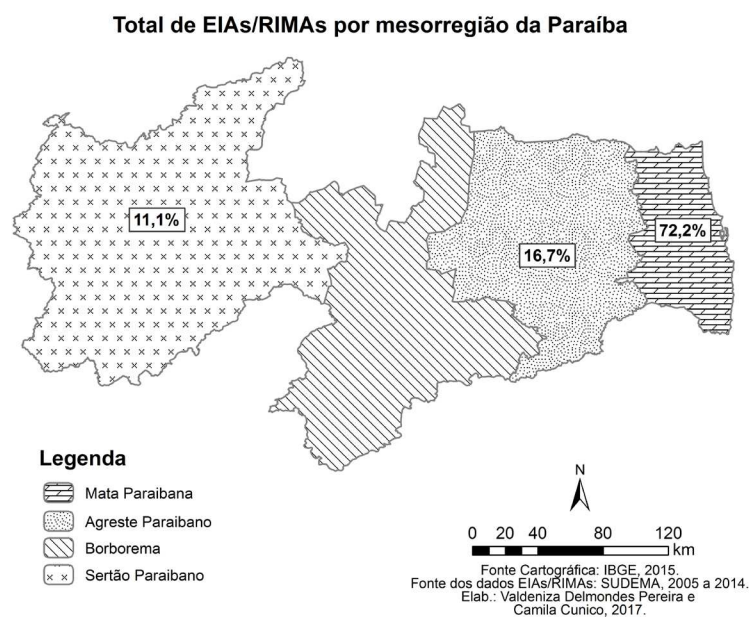 Total de EIAs/RIMAs por mesorregião da Paraíba
11,1%
16,7%
72,2%
Legenda
Mata Paraibana
Agreste Paraibano
Borborema
Sertão Paraibano
N
0 20 40 80 120
km
Fonte Cartográfica: IBGE, 2015.
Fonte dos dados EIAs/RIMAs: SUDEMA, 2005 a 2014.
Elab.: Valdeniza Delmondes Pereira e
Camila Cunico, 2017.